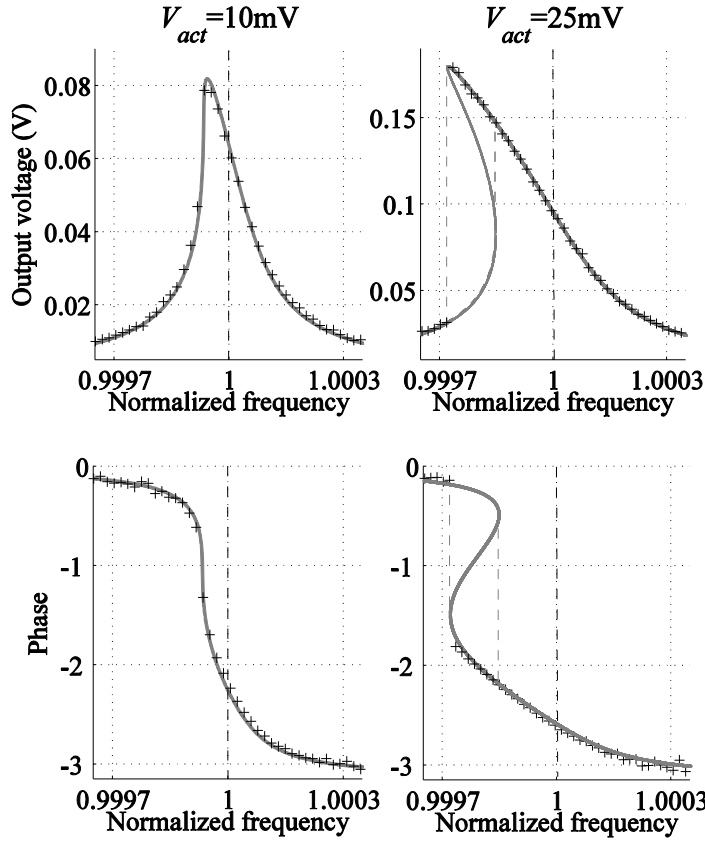 V_act=10mV
V_act=25mV
Output voltage (V)
0.08
0.06
0.04
0.02
0.9997 1 1.0003
Normalized frequency
0.15
0.1
0.05
0.9997 1 1.0003
Normalized frequency
Phase
0
-1
-2
-3
0.9997 1 1.0003
Normalized frequency
0
-1
-2
-3
0.9997 1 1.0003
Normalized frequency